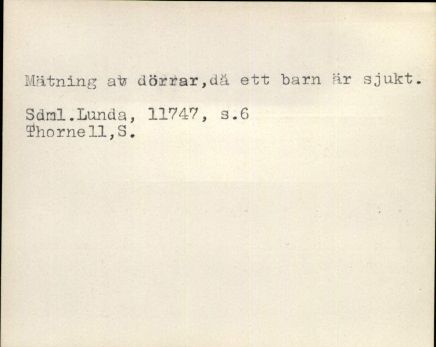 Mätning av dörrar,då ett barn är sjukt.
Sdml.Lunda, 11747, s.6
Thornell,S.